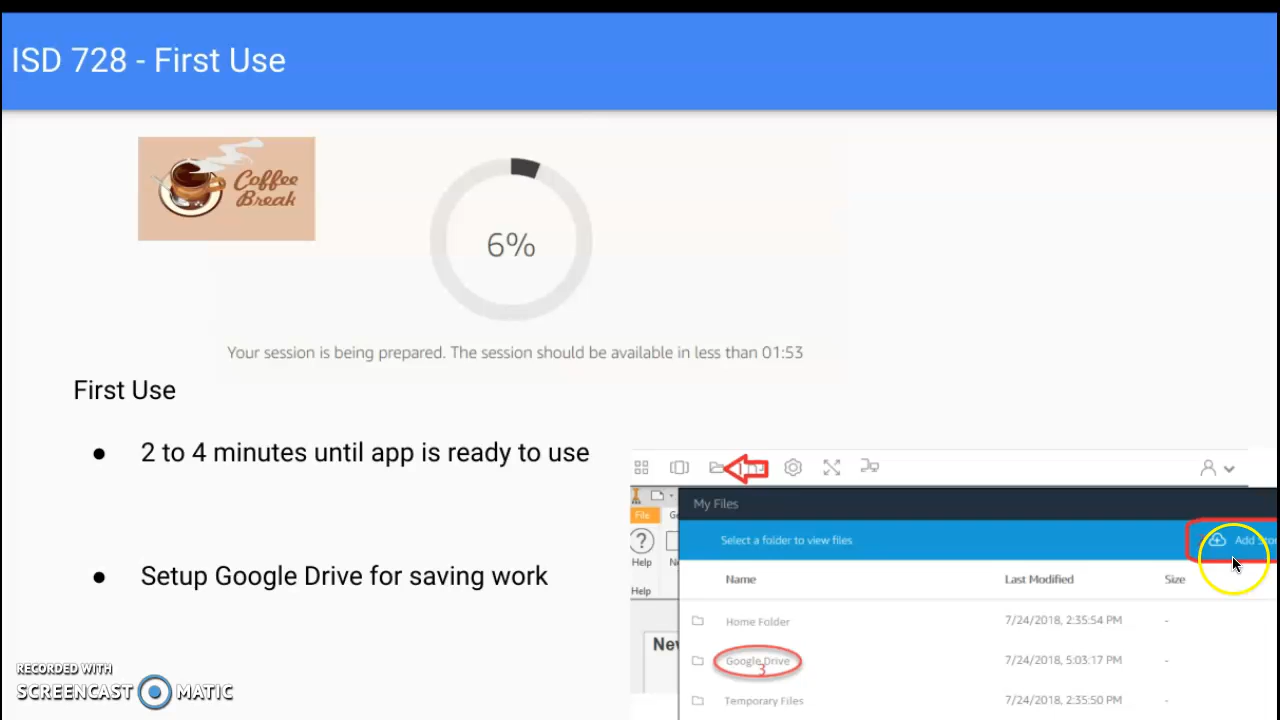 ISD 728 - First Use
Coffee
Break
6%
Your session is being prepared. The session should be available in less than 01:53
First Use
● 2 to 4 minutes until app is ready to use
● Setup Google Drive for saving work
File
Help
Help
My Files
Select a folder to view files
Add
Name Last Modified Size
Home Folder 7/24/2018, 2:35:54 PM -
Google Drive 7/24/2018, 5:03:17 PM -
3
Temporary Files 7/24/2018, 2:35:50 PM -
RECORDED WITH
SCREENCAST MATIC